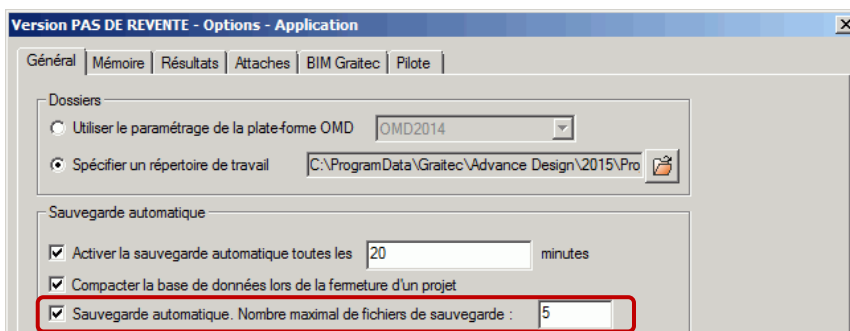 Version PAS DE REVENTE - Options - Application
Général Mémoire Résultats Attaches BIM Graitec Pilote
Dossiers
Utiliser le paramétrage de la plate-forme OMD OMD2014
Spécifier un répertoire de travail C:\ProgramData\Graitec\Advance Design\2015\Pro
Sauvegarde automatique
Activer la sauvegarde automatique toutes les 20 minutes
Compacter la base de données lors de la fermeture d'un projet
Sauvegarde automatique. Nombre maximal de fichiers de sauvegarde : 5